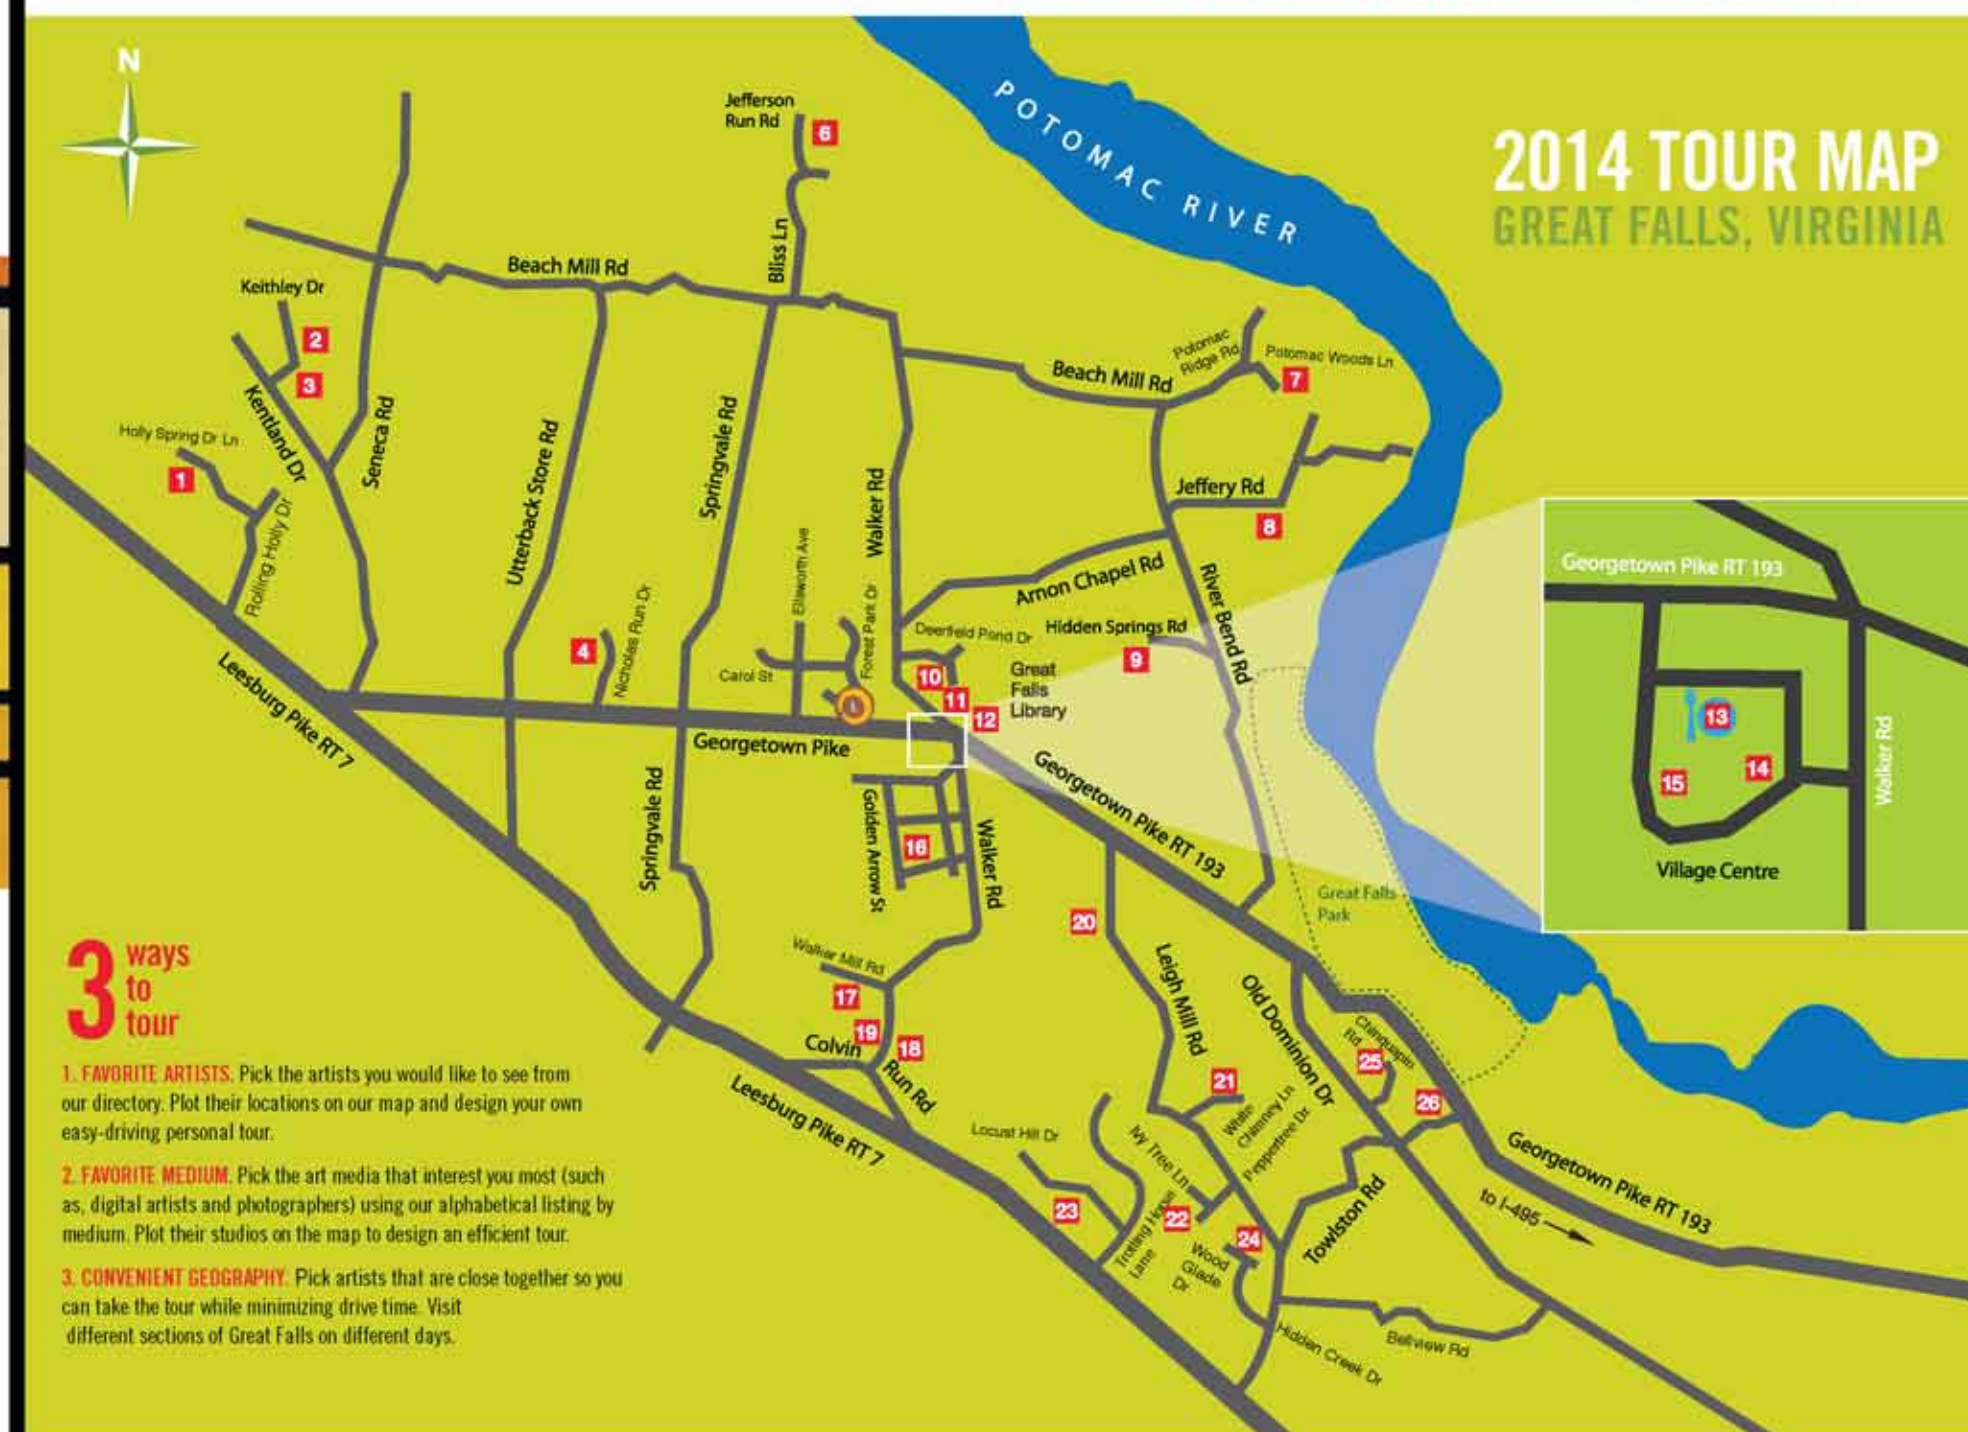 N
2014 TOUR MAP
GREAT FALLS, VIRGINIA
POTOMAC RIVER
Jefferson
Run Rd
6
Bliss Ln
Beach Mill Rd
Keithley Dr
2
3
Kentland Dr
Seneca Rd
Holly Spring Dr Ln
1
Rolling Holly Dr
Utterback Store Rd
Springvale Rd
Walker Rd
Beach Mill Rd
Potomac
Ridge Rd
Potomac Woods Ln
7
Jeffery Rd
8
Arnon Chapel Rd
River Bend Rd
Hidden Springs Rd
9
Nicholas Run Dr
4
Ellsworth Ave
Carol St
Forest Park Dr
Deerfield Pond Dr
10
11
12
Great
Falls
Library
Leesburg Pike RT 7
Georgetown Pike
Georgetown Pike RT 193
Springvale Rd
Golden Arrow St
16
Walker Rd
Walker Mill Rd
17
19
18
Colvin
Run Rd
Leesburg Pike RT 7
20
Leigh Mill Rd
Old Dominion Dr
Great Falls
Park
Chinquapin
Rd
25
26
21
White
Chimney Ln
Peppertree Dr
Ivy Tree Ln
22
Locust Hill Dr
23
Trotting Horse
Lane
24
Wood
Glade
Dr
Towlston Rd
Hidden Creek Dr
Bellview Rd
Georgetown Pike RT 193
to I-495
Georgetown Pike RT 193
13
14
15
Walker Rd
Village Centre
3 ways
to
tour
1. FAVORITE ARTISTS. Pick the artists you would like to see from
our directory. Plot their locations on our map and design your own
easy-driving personal tour.
2. FAVORITE MEDIUM. Pick the art media that interest you most (such
as, digital artists and photographers) using our alphabetical listing by
medium. Plot their studios on the map to design an efficient tour.
3. CONVENIENT GEOGRAPHY. Pick artists that are close together so you
can take the tour while minimizing drive time. Visit
different sections of Great Falls on different days.